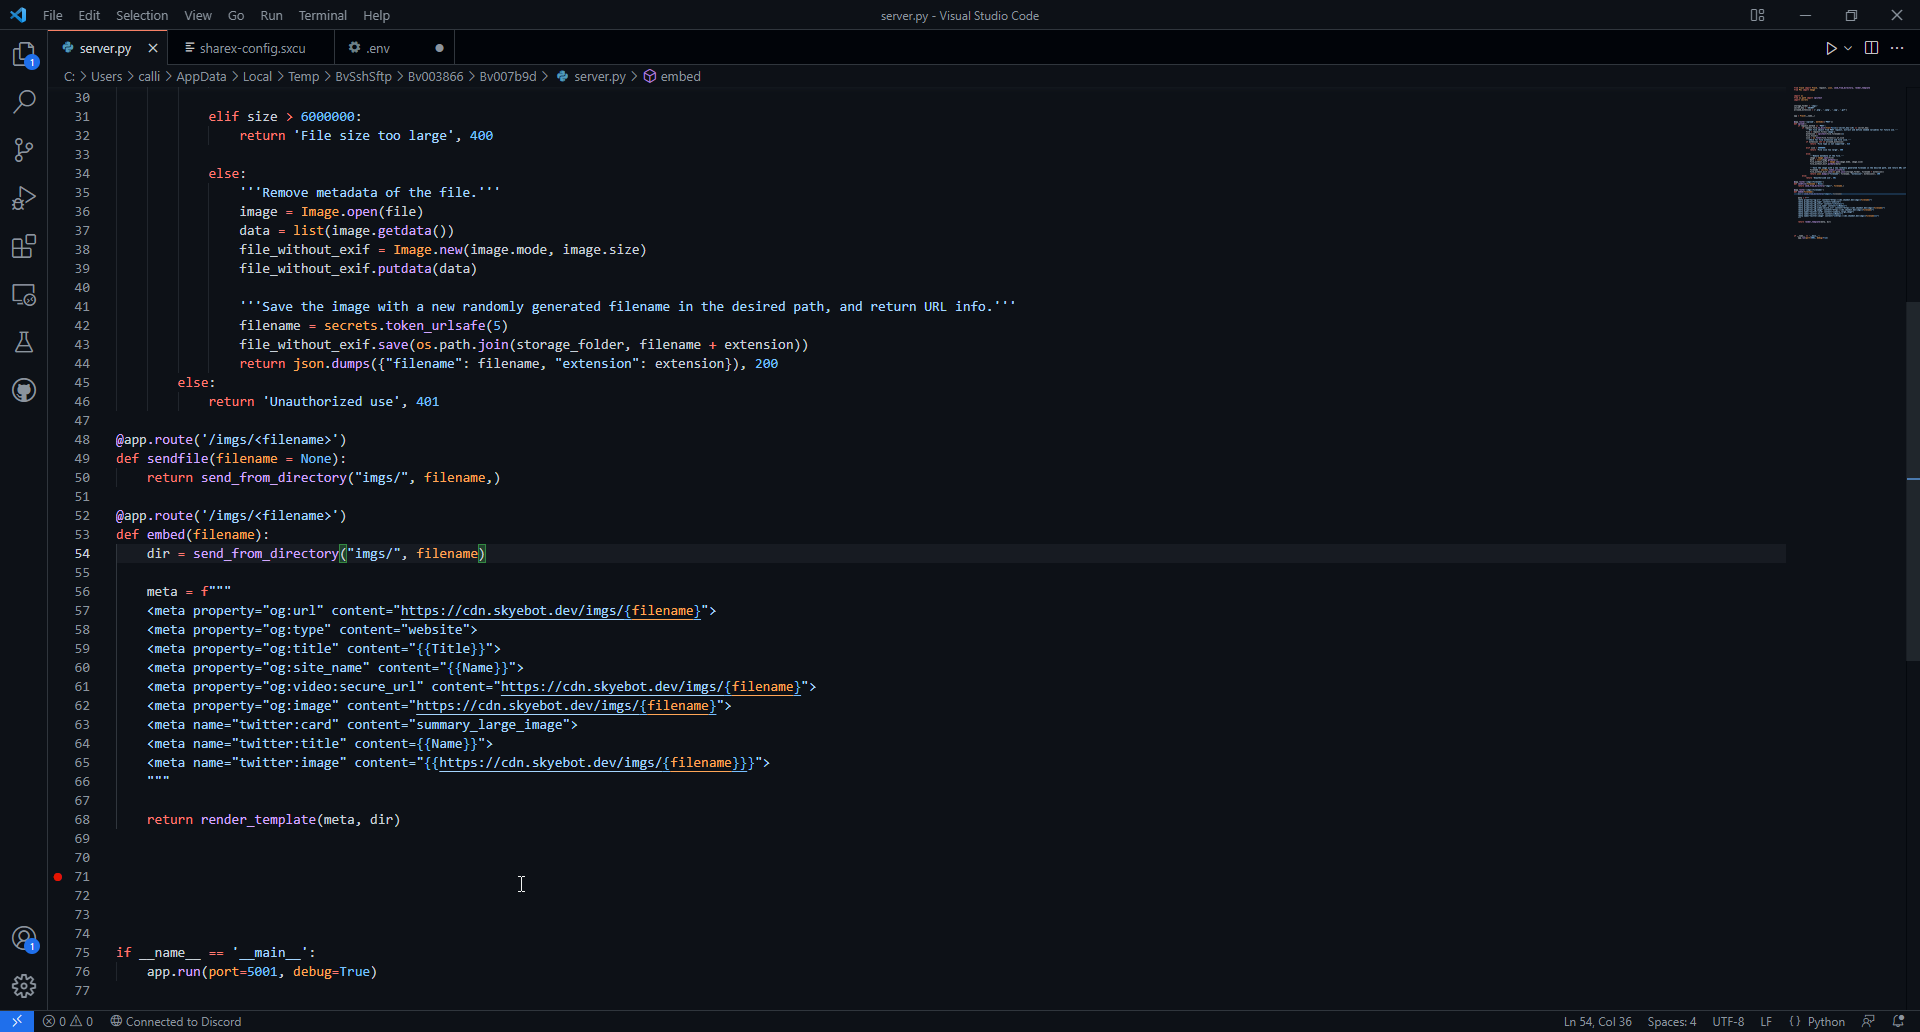 File Edit Selection View Go Run Terminal Help
server.py - Visual Studio Code
server.py
sharex-config.sxcu
.env
C: > Users > calli > AppData > Local > Temp > BvSshSftp > Bv003866 > Bv007b9d > server.py > embed
30
31 elif size > 6000000:
32 return 'File size too large', 400
33
34 else:
35 '''Remove metadata of the file.'''
36 image = Image.open(file)
37 data = list(image.getdata())
38 file_without_exif = Image.new(image.mode, image.size)
39 file_without_exif.putdata(data)
40
41 '''Save the image with a new randomly generated filename in the desired path, and return URL info.'''
42 filename = secrets.token_urlsafe(5)
43 file_without_exif.save(os.path.join(storage_folder, filename + extension))
44 return json.dumps({"filename": filename, "extension": extension}), 200
45 else:
46 return 'Unauthorized use', 401
47
48 @app.route('/imgs/<filename>')
49 def sendfile(filename = None):
50 return send_from_directory("imgs/", filename,)
51
52 @app.route('/imgs/<filename>')
53 def embed(filename):
54 dir = send_from_directory("imgs/", filename)
55
56 meta = f"""
57 <meta property="og:url" content="https://cdn.skyebot.dev/imgs/{filename}">
58 <meta property="og:type" content="website">
59 <meta property="og:title" content="{{Title}}">
60 <meta property="og:site_name" content="{{Name}}">
61 <meta property="og:video:secure_url" content="https://cdn.skyebot.dev/imgs/{filename}">
62 <meta property="og:image" content="https://cdn.skyebot.dev/imgs/{filename}">
63 <meta name="twitter:card" content="summary_large_image">
64 <meta name="twitter:title" content={{Name}}">
65 <meta name="twitter:image" content="{{https://cdn.skyebot.dev/imgs/{filename}}}">
66 """
67
68 return render_template(meta, dir)
69
70
71
72
73
74
75 if __name__ == '__main__':
76 app.run(port=5001, debug=True)
77
1
1
0 0 Connected to Discord
Ln 54, Col 36 Spaces: 4 UTF-8 LF { } Python